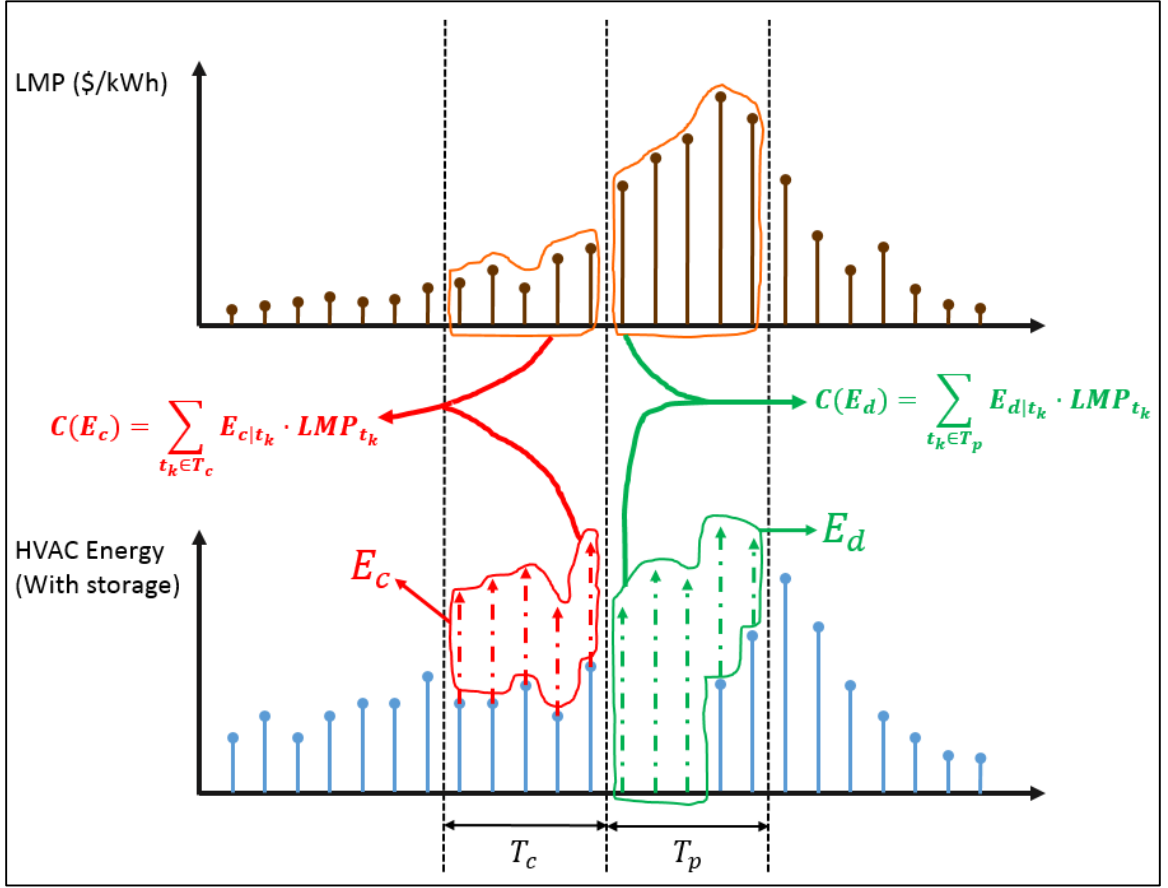 LMP ($/kWh)
C(E_c) = ∑_{t_k∈T_c} E_{c|t_k} · LMP_{t_k}
C(E_d) = ∑_{t_k∈T_p} E_{d|t_k} · LMP_{t_k}
HVAC Energy
(With storage)
E_c
E_d
T_c
T_p